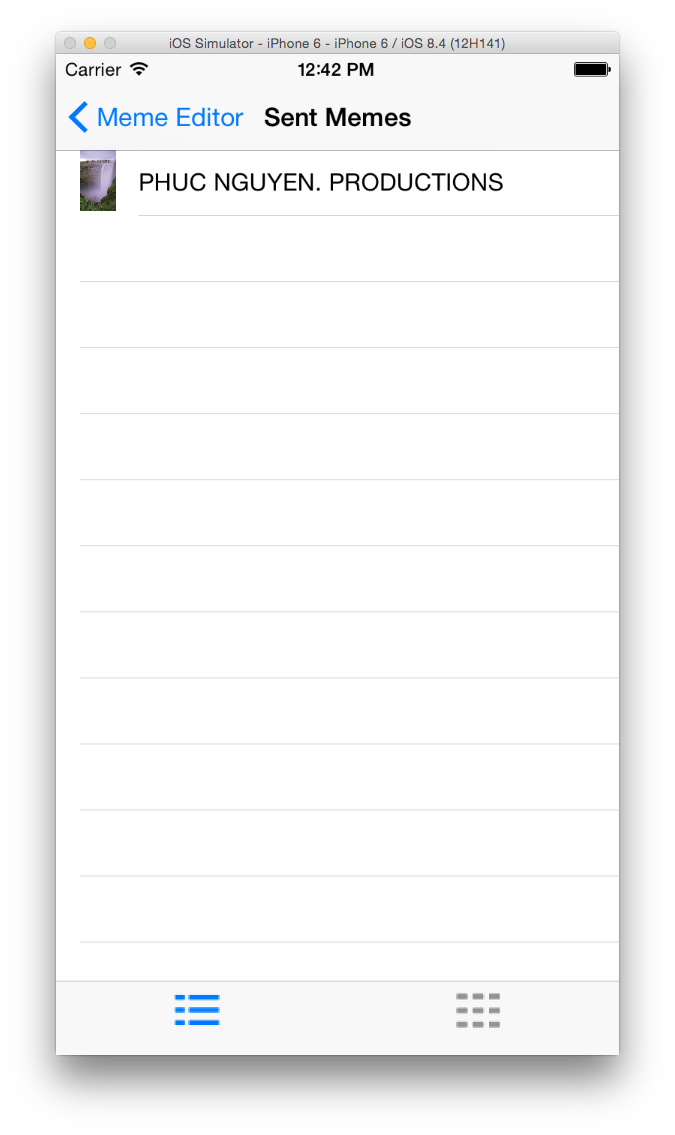 iOS Simulator - iPhone 6 - iPhone 6 / iOS 8.4 (12H141)
Carrier 12:42 PM
Meme Editor Sent Memes
PHUC NGUYEN. PRODUCTIONS